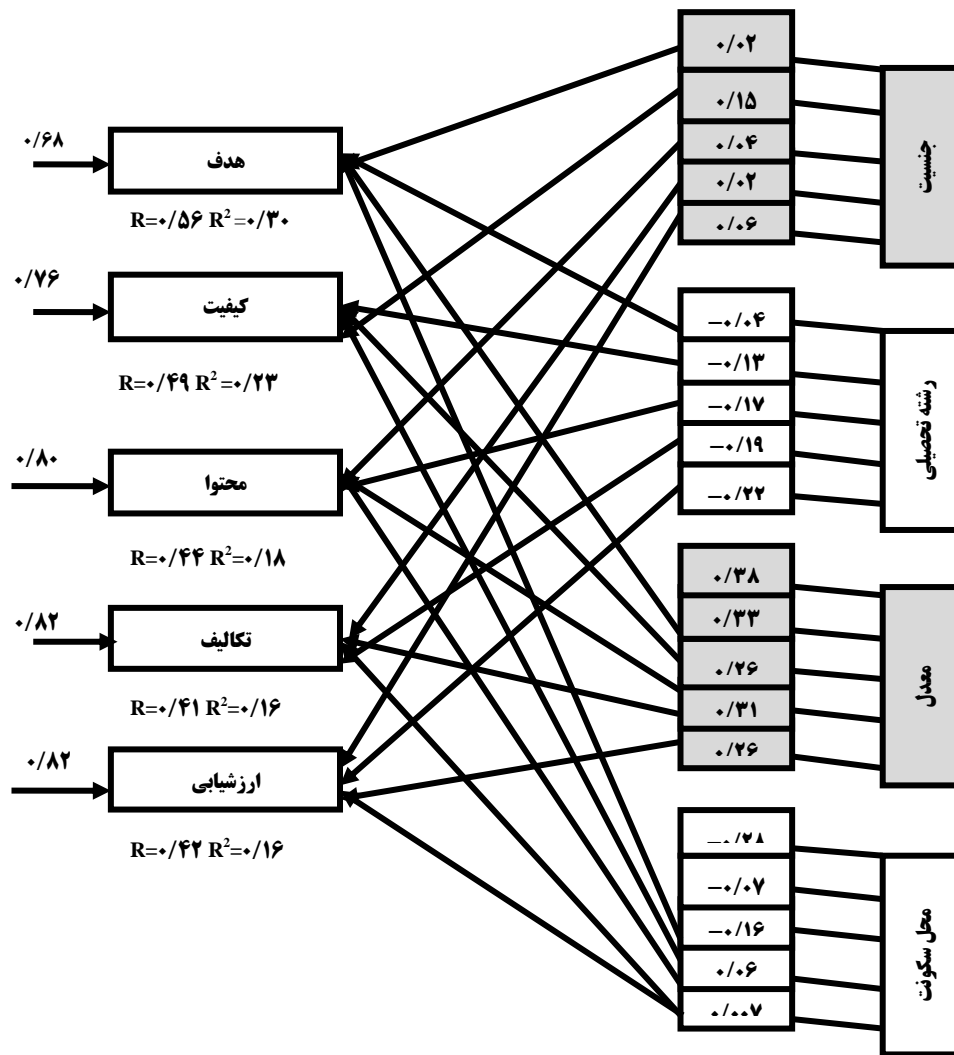 ۰/۰۲
۰/۱۵
۰/۰۴
۰/۰۲
۰/۰۶
جنسیت
۰/۶۸
هدف
R=۰/۵۶ R²=۰/۳۰
۰/۷۶
کیفیت
R=۰/۴۹ R²=۰/۲۳
−۰/۰۴
−۰/۱۳
−۰/۱۷
−۰/۱۹
−۰/۲۲
رشته تحصیلی
۰/۸۰
محتوا
R=۰/۴۴ R²=۰/۱۸
۰/۳۸
۰/۳۳
۰/۲۶
۰/۳۱
۰/۲۶
معدل
۰/۸۲
تکالیف
R=۰/۴۱ R²=۰/۱۶
۰/۸۲
ارزشیابی
R=۰/۴۲ R²=۰/۱۶
−۰/۲۸
−۰/۰۷
−۰/۱۶
۰/۰۶
۰/۰۰۷
محل سکونت